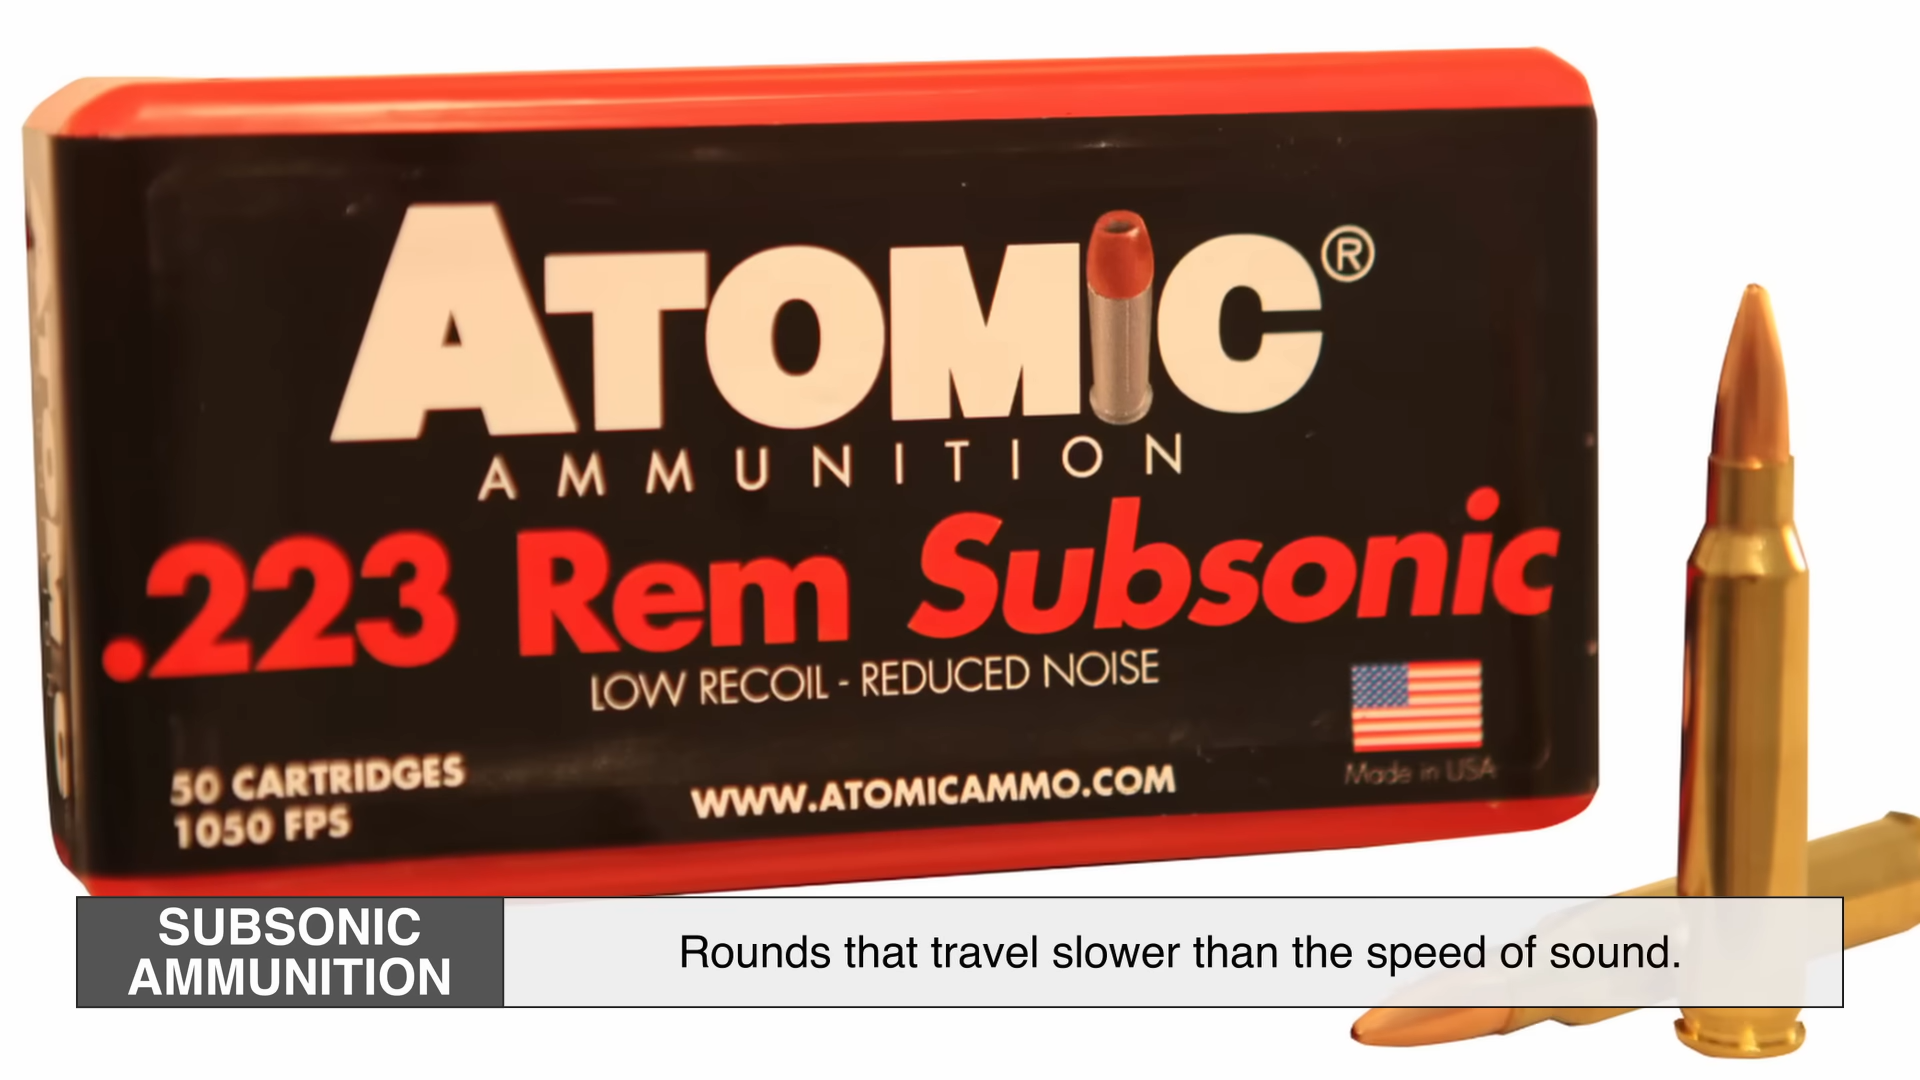 ATOMIC®
AMMUNITION
.223 Rem Subsonic
LOW RECOIL - REDUCED NOISE
50 CARTRIDGES
1050 FPS
WWW.ATOMICAMMO.COM
Made in USA
SUBSONIC
AMMUNITION
Rounds that travel slower than the speed of sound.